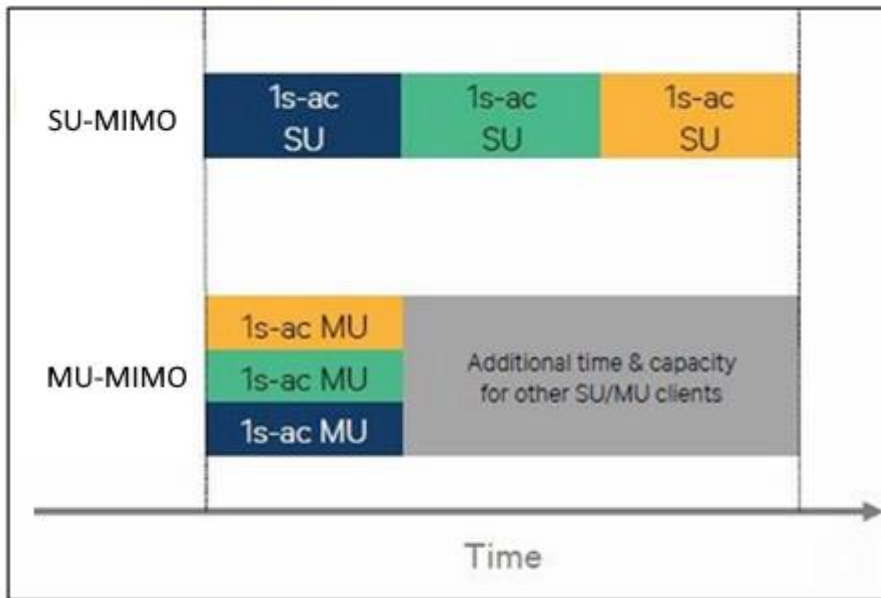 SU-MIMO
1s-ac
SU
1s-ac
SU
1s-ac
SU
MU-MIMO
1s-ac MU
1s-ac MU
1s-ac MU
Additional time & capacity
for other SU/MU clients
Time